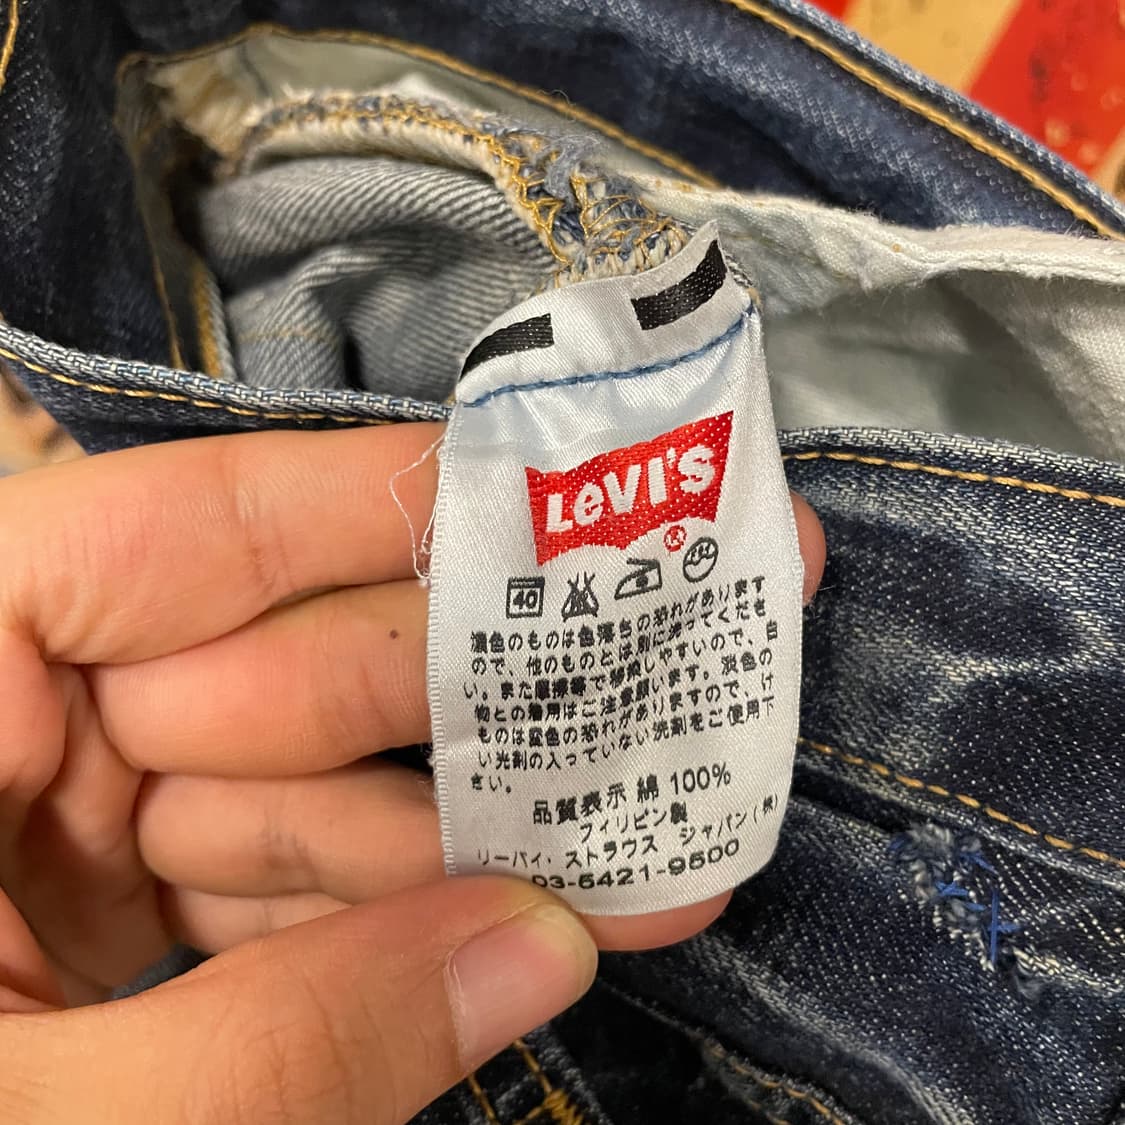 LEVI'S
40
濃色のものは色落ちの恐れがあります
ので、他のものとは別に洗ってくださ
い。また摩擦等で移染しやすいので、白
物との着用はご注意願います。淡色の
ものは変色の恐れがありますので、け
い光剤の入っていない洗剤をご使用下
さい。
品質表示 綿 100%
フィリピン製
リーバイ・ストラウス ジャパン(株)
03-5421-9500